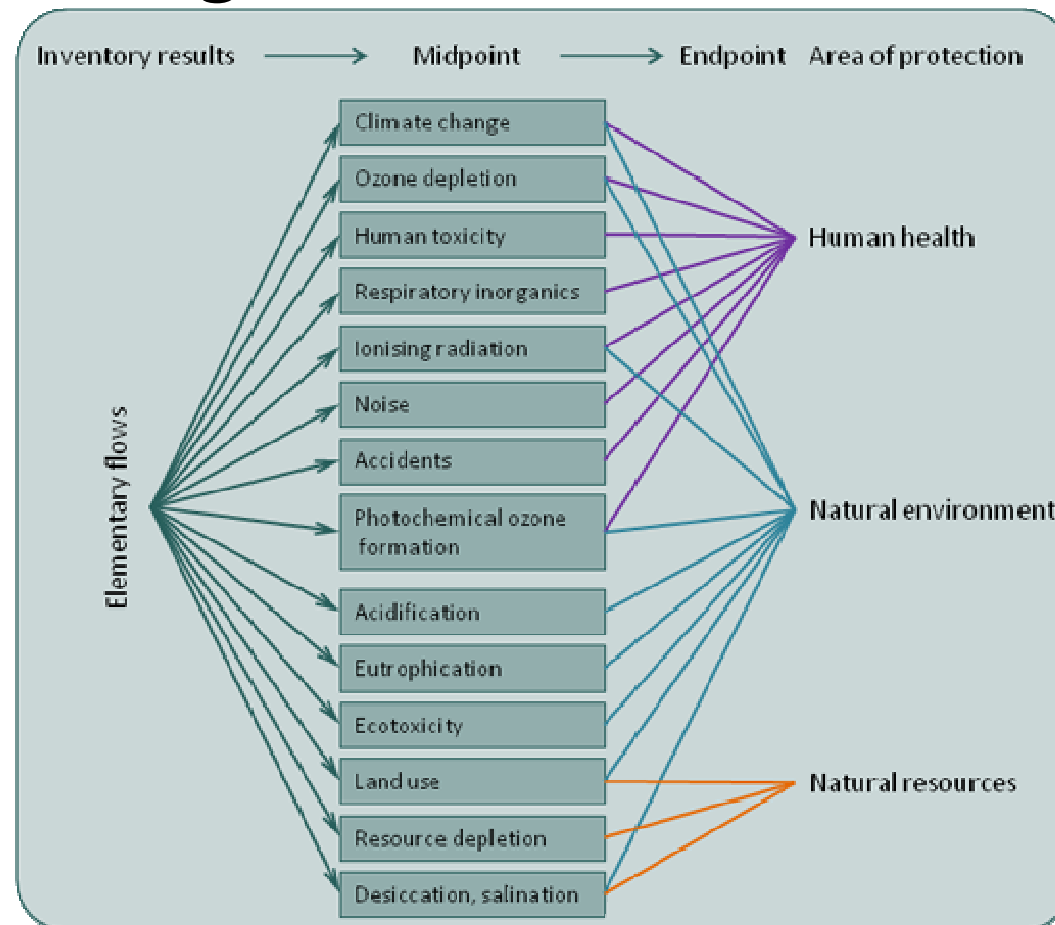 Inventory results Midpoint Endpoint Area of protection
Climate change
Ozone depletion
Human toxicity
Respiratory inorganics
Ionising radiation
Noise
Accidents
Photochemical ozone
formation
Acidification
Eutrophication
Ecotoxicity
Land use
Resource depletion
Desiccation, salination
Elementary flows
Human health
Natural environment
Natural resources